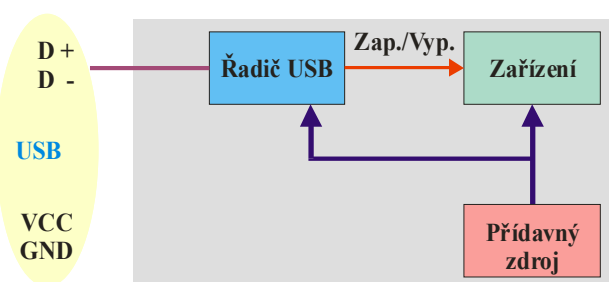 D +
D -
USB
VCC
GND
Řadič USB
Zap./Vyp.
Zařízení
Přídavný
zdroj